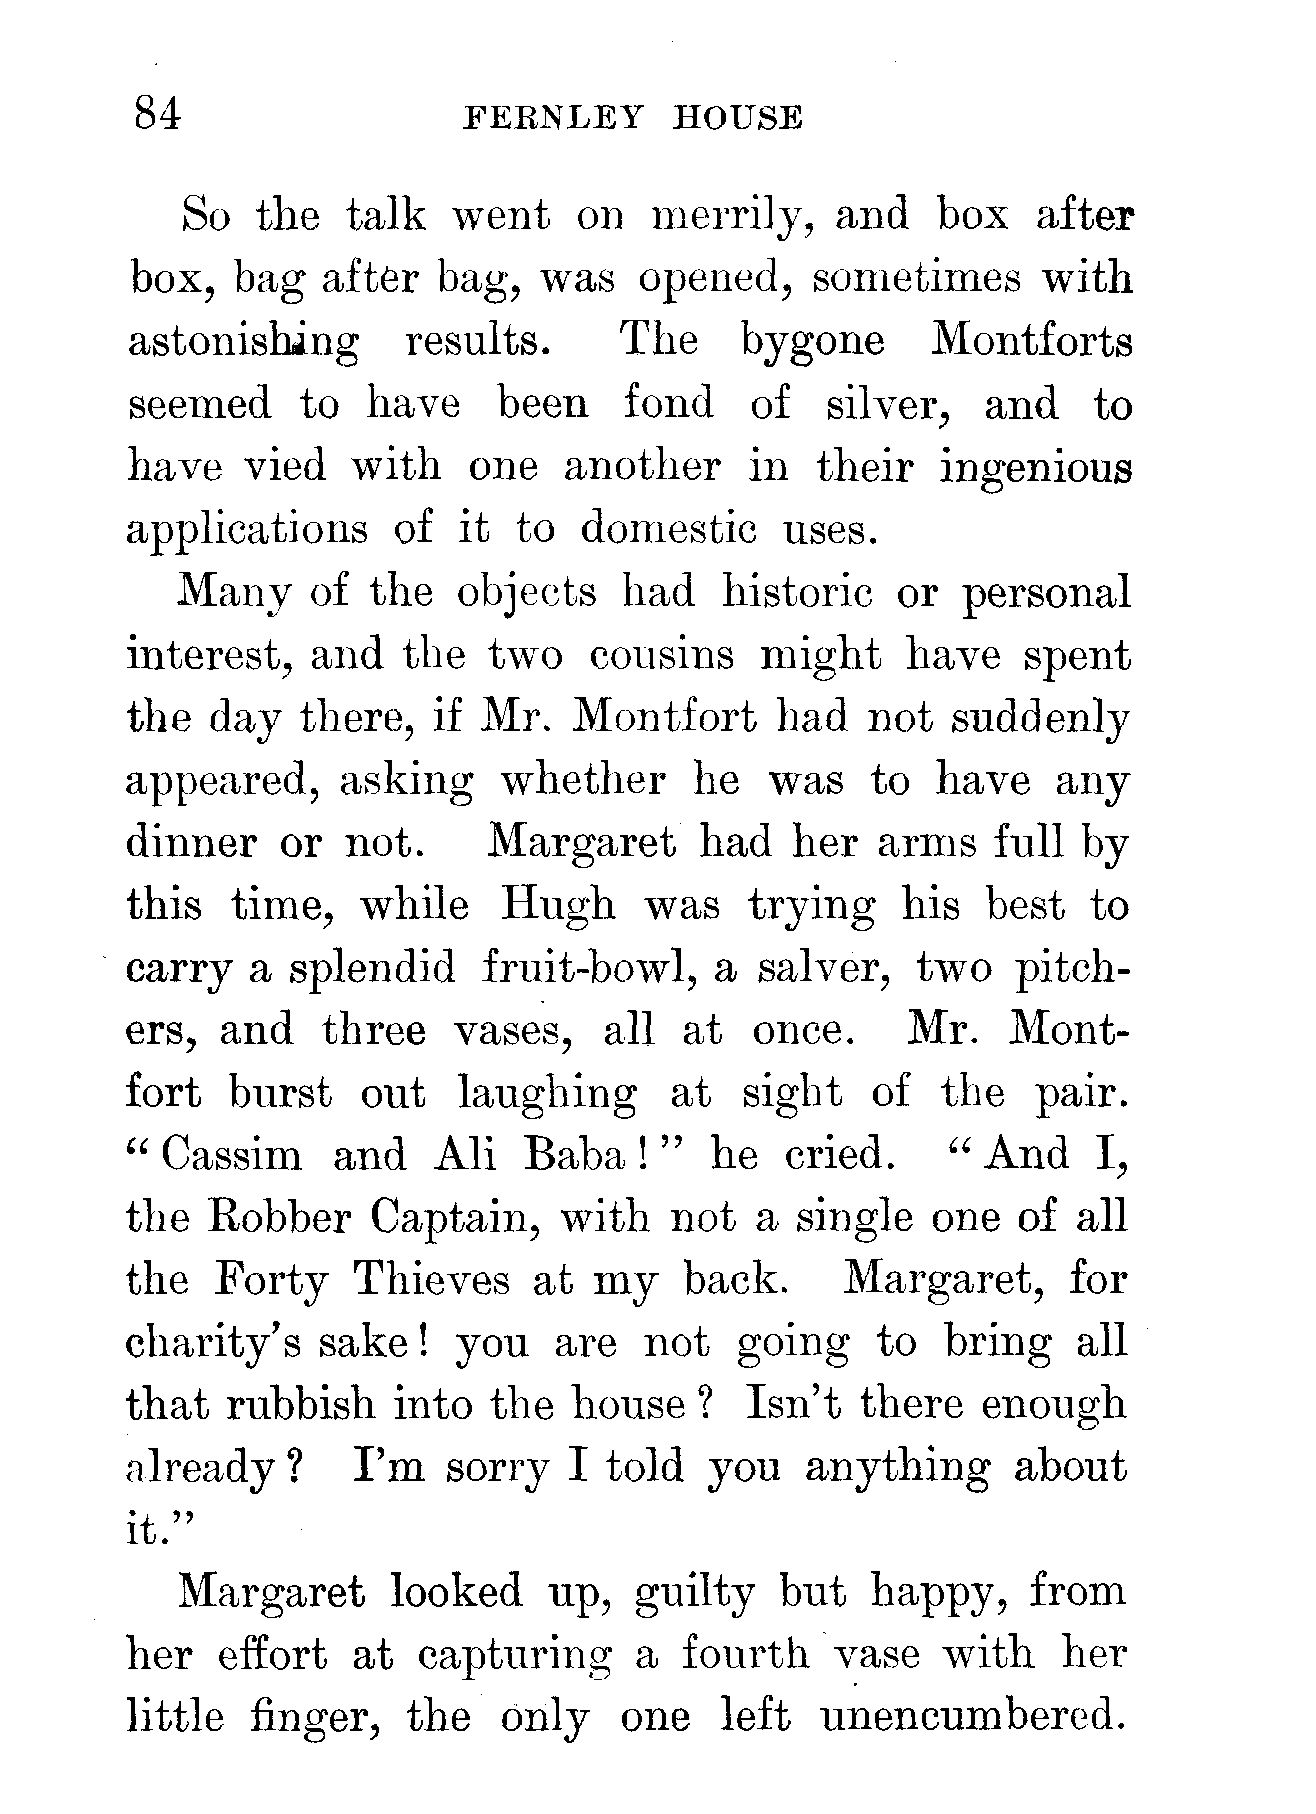 84 FERNLEY HOUSE
So the talk went on merrily, and box after
box, bag after bag, was opened, sometimes with
astonishing results. The bygone Montforts
seemed to have been fond of silver, and to
have vied with one another in their ingenious
applications of it to domestic uses.
Many of the objects had historic or personal
interest, and the two cousins might have spent
the day there, if Mr. Montfort had not suddenly
appeared, asking whether he was to have any
dinner or not. Margaret had her arms full by
this time, while Hugh was trying his best to
carry a splendid fruit-bowl, a salver, two pitch-
ers, and three vases, all at once. Mr. Mont-
fort burst out laughing at sight of the pair.
“Cassim and Ali Baba!” he cried. “And I,
the Robber Captain, with not a single one of all
the Forty Thieves at my back. Margaret, for
charity's sake! you are not going to bring all
that rubbish into the house? Isn't there enough
already? I'm sorry I told you anything about
it.”
Margaret looked up, guilty but happy, from
her effort at capturing a fourth vase with her
little finger, the only one left unencumbered.